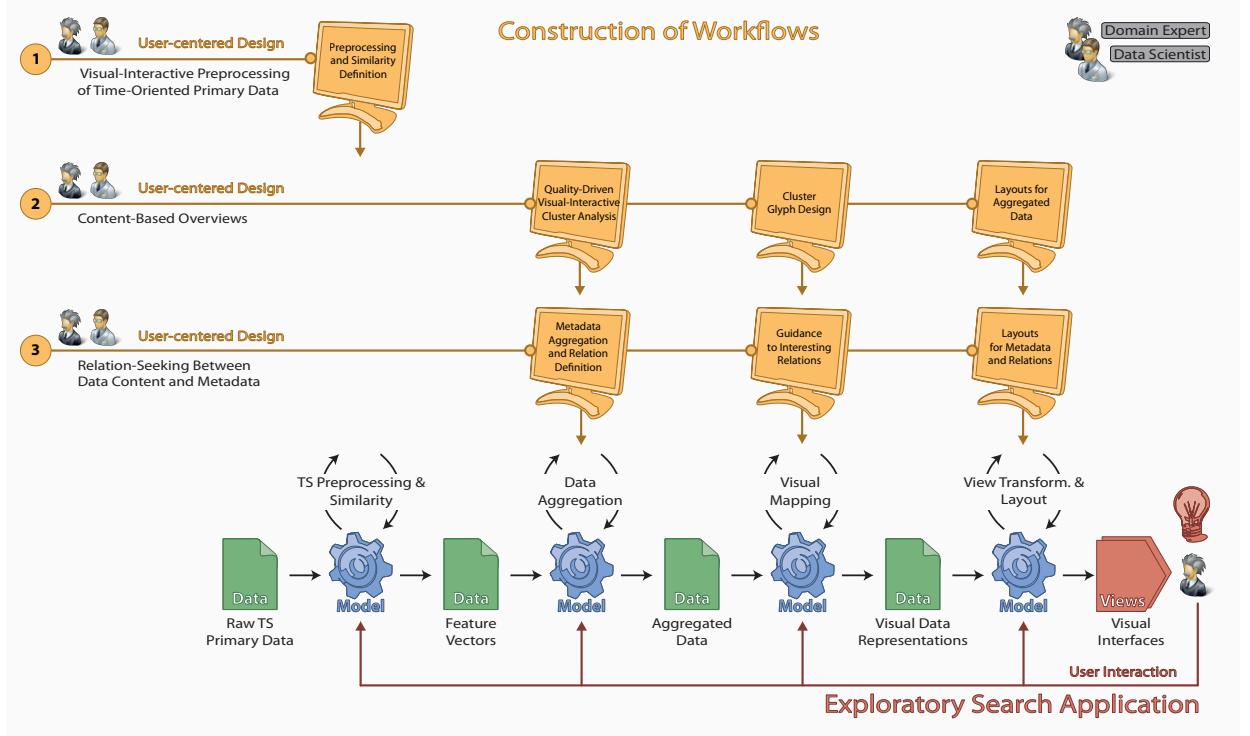 Construction of Workflows
Domain Expert
Data Scientist
1
User-centered Design
Visual-Interactive Preprocessing
of Time-Oriented Primary Data
Preprocessing
and Similarity
Definition
2
User-centered Design
Content-Based Overviews
Quality-Driven
Visual-Interactive
Cluster Analysis
Cluster
Glyph Design
Layouts for
Aggregated
Data
3
User-centered Design
Relation-Seeking Between
Data Content and Metadata
Metadata
Aggregation
and Relation
Definition
Guidance
to Interesting
Relations
Layouts
for Metadata
and Relations
TS Preprocessing &
Similarity
Data
Aggregation
Visual
Mapping
View Transform. &
Layout
Data
Raw TS
Primary Data
Model
Data
Feature
Vectors
Model
Data
Aggregated
Data
Model
Data
Visual Data
Representations
Model
Views
Visual
Interfaces
User Interaction
Exploratory Search Application